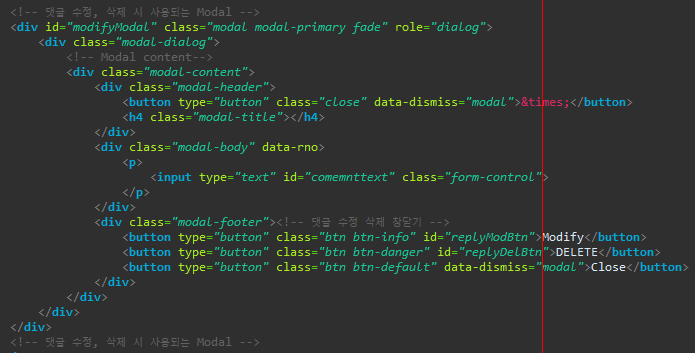 <!-- 댓글 수정, 삭제 시 사용되는 Modal -->
<div id="modifyModal" class="modal modal-primary fade" role="dialog">
<div class="modal-dialog">
<!-- Modal content-->
<div class="modal-content">
<div class="modal-header">
<button type="button" class="close" data-dismiss="modal">&times;</button>
<h4 class="modal-title"></h4>
</div>
<div class="modal-body" data-rno>
<p>
<input type="text" id="comemnttext" class="form-control">
</p>
</div>
<div class="modal-footer"><!-- 댓글 수정 삭제 창닫기 -->
<button type="button" class="btn btn-info" id="replyModBtn">Modify</button>
<button type="button" class="btn btn-danger" id="replyDelBtn">DELETE</button>
<button type="button" class="btn btn-default" data-dismiss="modal">Close</button>
</div>
</div>
</div>
</div>
<!-- 댓글 수정, 삭제 시 사용되는 Modal -->